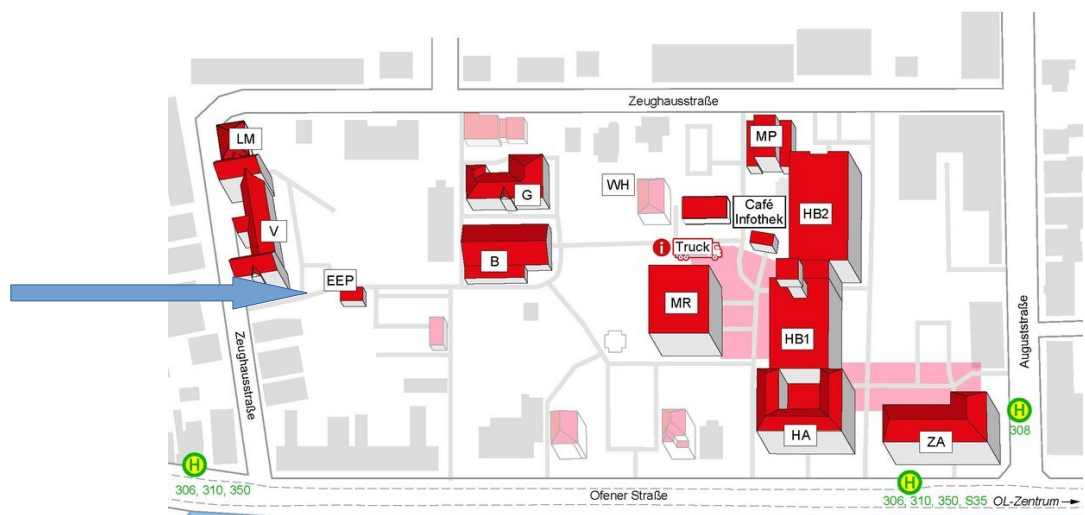 Zeughausstraße
LM
MP
WH
G
Café
Infothek
HB2
V
i
Truck
B
EEP
MR
HB1
Zeughausstraße
Auguststraße
H
308
HA
ZA
H
306, 310, 350
H
306, 310, 350, S35
Ofener Straße
OL-Zentrum